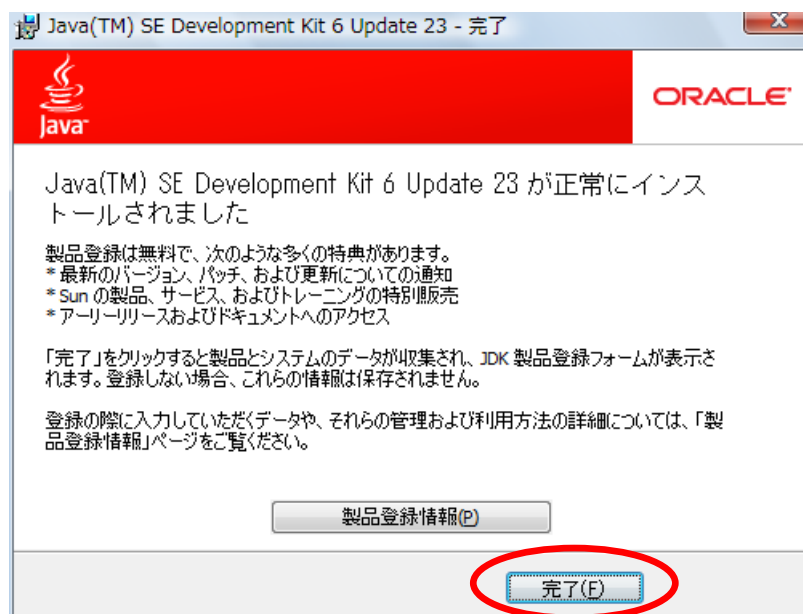 Java(TM) SE Development Kit 6 Update 23 - 完了
Java
ORACLE
Java(TM) SE Development Kit 6 Update 23 が正常にインス
トールされました
製品登録は無料で、次のような多くの特典があります。
* 最新のバージョン、パッチ、および更新についての通知
* Sun の製品、サービス、およびトレーニングの特別販売
* アーリーリリースおよびドキュメントへのアクセス
「完了」をクリックすると製品とシステムのデータが収集され、JDK 製品登録フォームが表示さ
れます。登録しない場合、これらの情報は保存されません。
登録の際に入力していただくデータや、それらの管理および利用方法の詳細については、「製
品登録情報」ページをご覧ください。
製品登録情報(P)
完了(F)